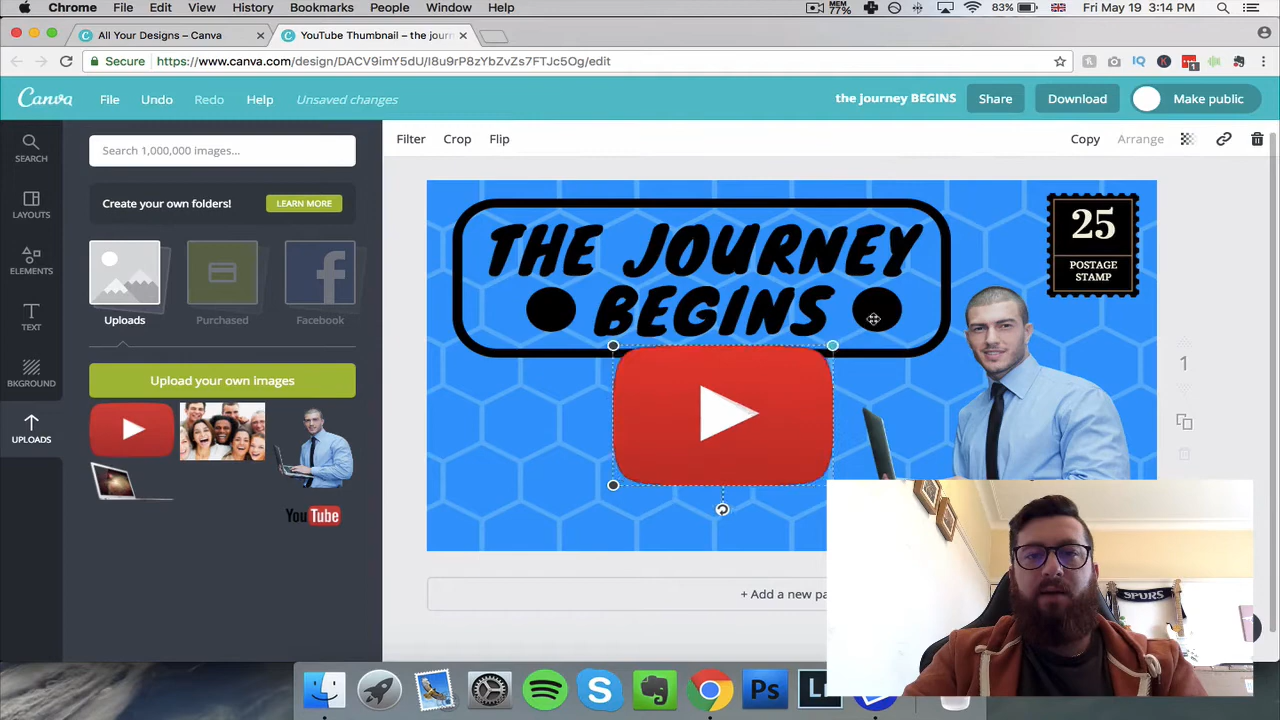 Chrome File Edit View History Bookmarks People Window Help MEM 77% 83% Fri May 19 3:14 PM
All Your Designs – Canva
YouTube Thumbnail – the jour
Secure https://www.canva.com/design/DACV9imY5dU/I8u9rP8zYbZvZs7FTJc5Og/edit
Canva File Undo Redo Help Unsaved changes the journey BEGINS Share Download Make public
SEARCH
LAYOUTS
ELEMENTS
TEXT
BKGROUND
UPLOADS
Search 1,000,000 images...
Create your own folders! LEARN MORE
Uploads Purchased Facebook
Upload your own images
YouTube
Filter Crop Flip Copy Arrange
THE JOURNEY
BEGINS
25
POSTAGE
STAMP
1
+ Add a new pa
SPURS
Ps